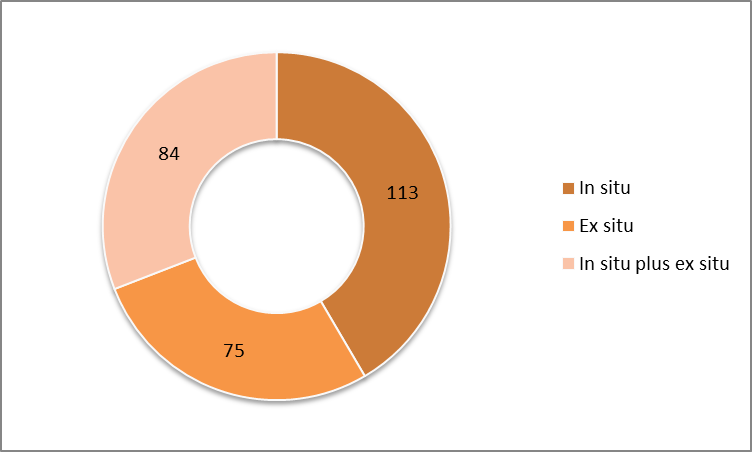 84
113
75
In situ
Ex situ
In situ plus ex situ